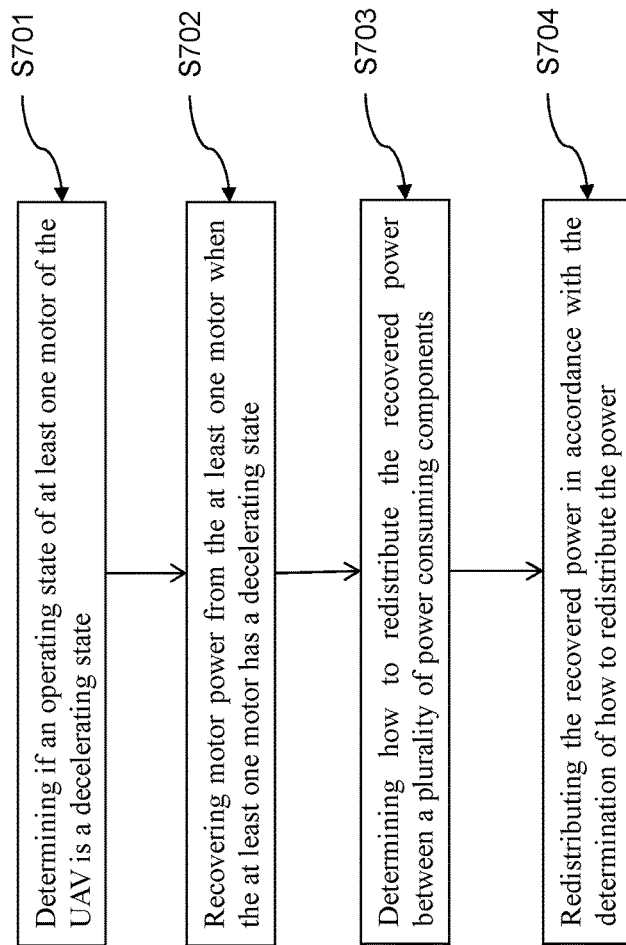 S701
Determining if an operating state of at least one motor of the
UAV is a decelerating state
S702
Recovering motor power from the at least one motor when
the at least one motor has a decelerating state
S703
Determining how to redistribute the recovered power
between a plurality of power consuming components
S704
Redistributing the recovered power in accordance with the
determination of how to redistribute the power